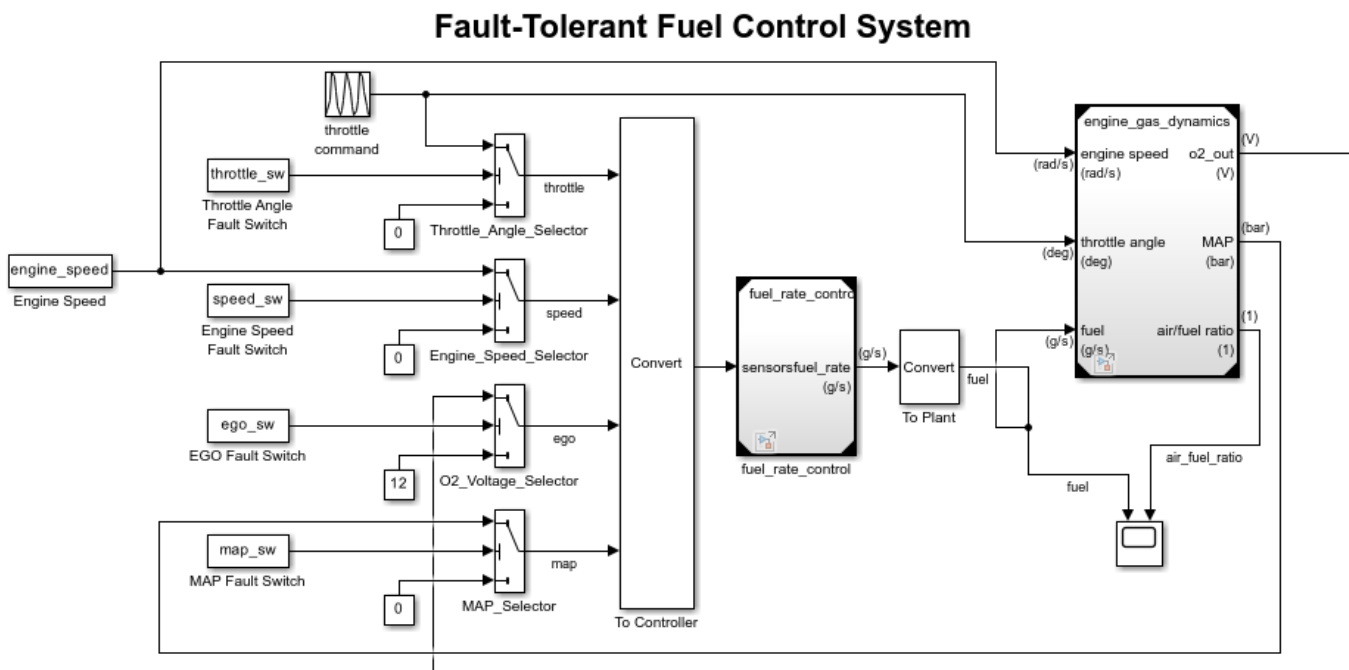 Fault-Tolerant Fuel Control System
throttle
command
throttle_sw
Throttle Angle
Fault Switch
0
throttle
Throttle_Angle_Selector
engine_speed
Engine Speed
speed_sw
Engine Speed
Fault Switch
0
speed
Engine_Speed_Selector
ego_sw
EGO Fault Switch
12
ego
O2_Voltage_Selector
map_sw
MAP Fault Switch
0
map
MAP_Selector
Convert
To Controller
fuel_rate_contro
sensorsfuel_rate
(g/s)
fuel_rate_control
(g/s)
Convert
To Plant
fuel
engine_gas_dynamics
(rad/s)
engine speed
(rad/s)
o2_out
(V)
(V)
(deg)
throttle angle
(deg)
MAP
(bar)
(bar)
(g/s)
fuel
(g/s)
air/fuel ratio
(1)
(1)
air_fuel_ratio
fuel